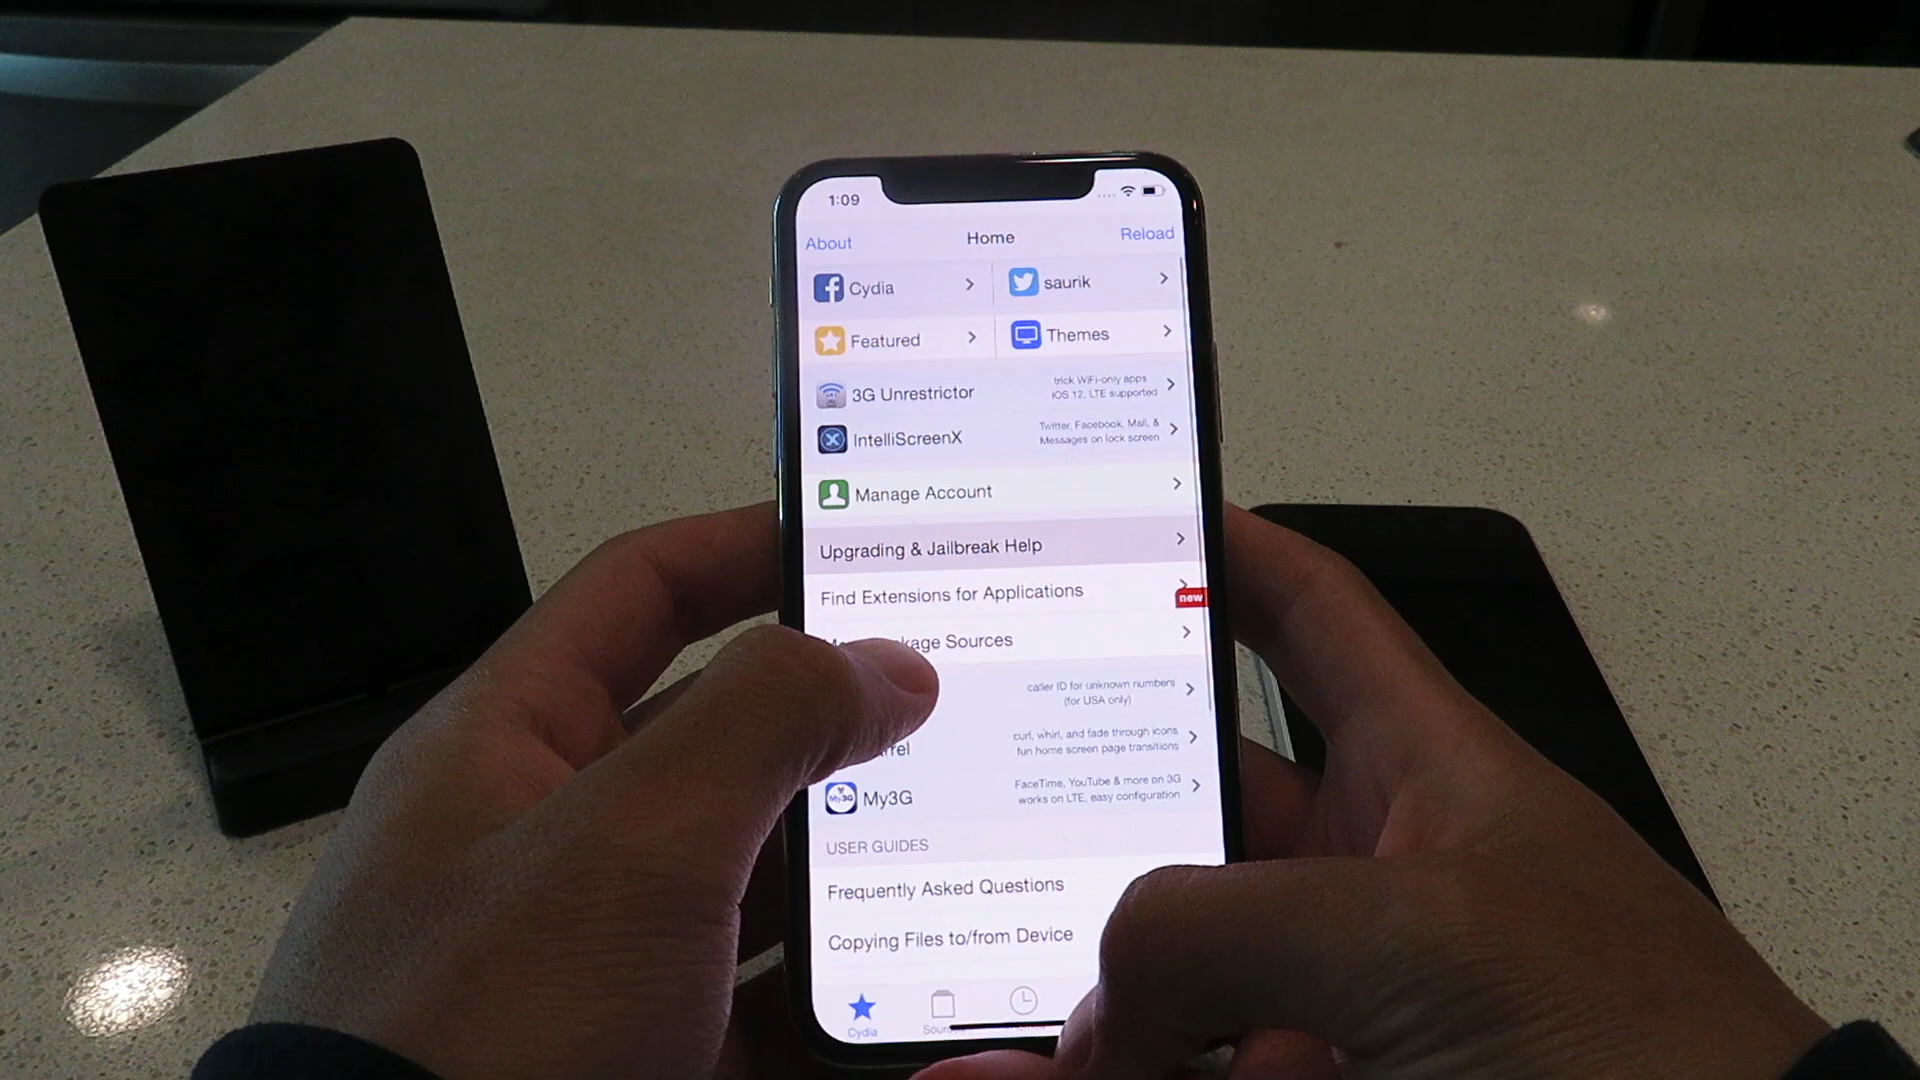 1:09
About Home Reload
Cydia saurik
Featured Themes
3G Unrestrictor trick WiFi-only apps
iOS 12, LTE supported
IntelliScreenX Twitter, Facebook, Mail, &
Messages on lock screen
Manage Account
Upgrading & Jailbreak Help
Find Extensions for Applications
new
Sources
caller ID for unknown numbers
(for USA only)
curl, whirl, and fade through icons
fun home screen page transitions
My3G My3G FaceTime, YouTube & more on 3G
works on LTE, easy configuration
USER GUIDES
Frequently Asked Questions
Copying Files to/from Device
Cydia